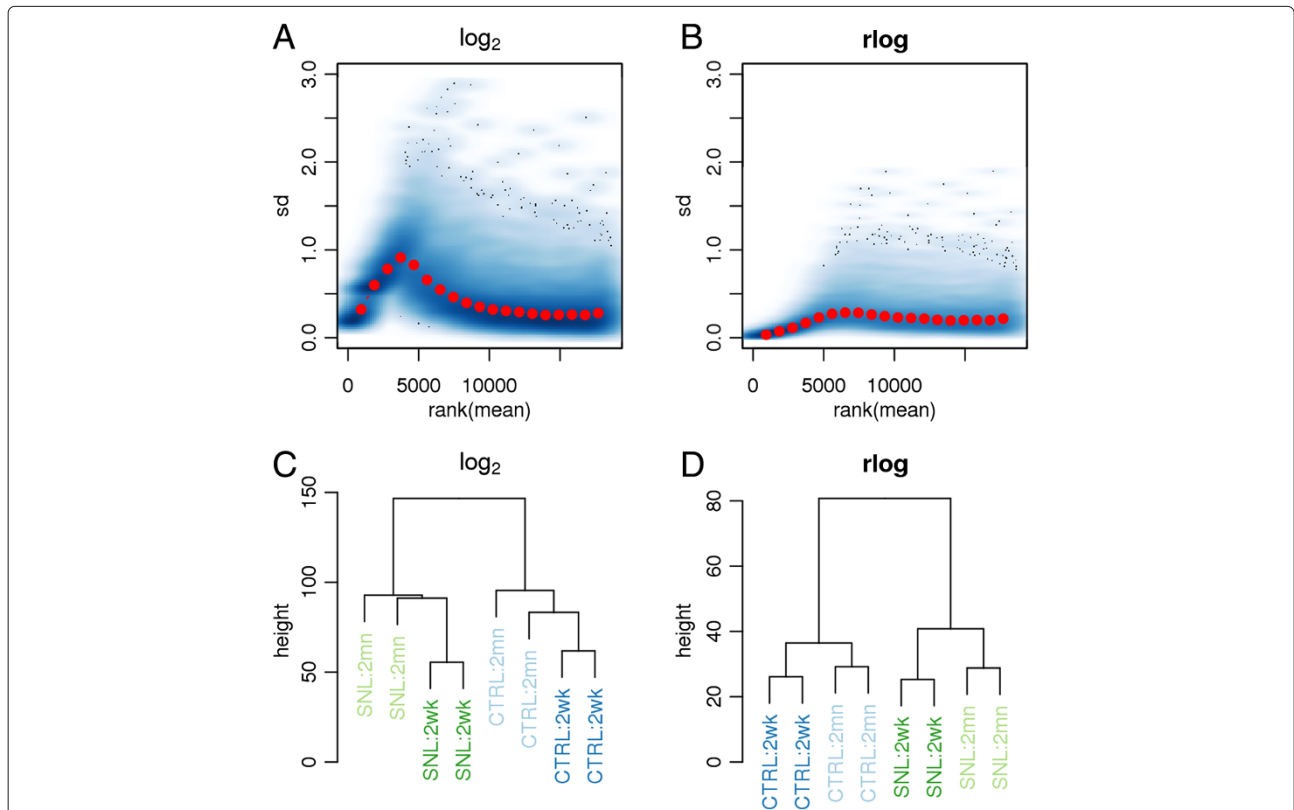 A
log2
B
rlog
3.0
2.0
1.0
0.0
sd
0
5000
10000
rank(mean)
3.0
2.0
1.0
0.0
sd
0
5000
10000
rank(mean)
C
log2
D
rlog
150
100
50
0
height
SNL:2mn
SNL:2mn
SNL:2wk
SNL:2wk
CTRL:2mn
CTRL:2mn
CTRL:2wk
CTRL:2wk
80
60
40
20
0
height
CTRL:2wk
CTRL:2wk
CTRL:2mn
CTRL:2mn
SNL:2wk
SNL:2wk
SNL:2mn
SNL:2mn